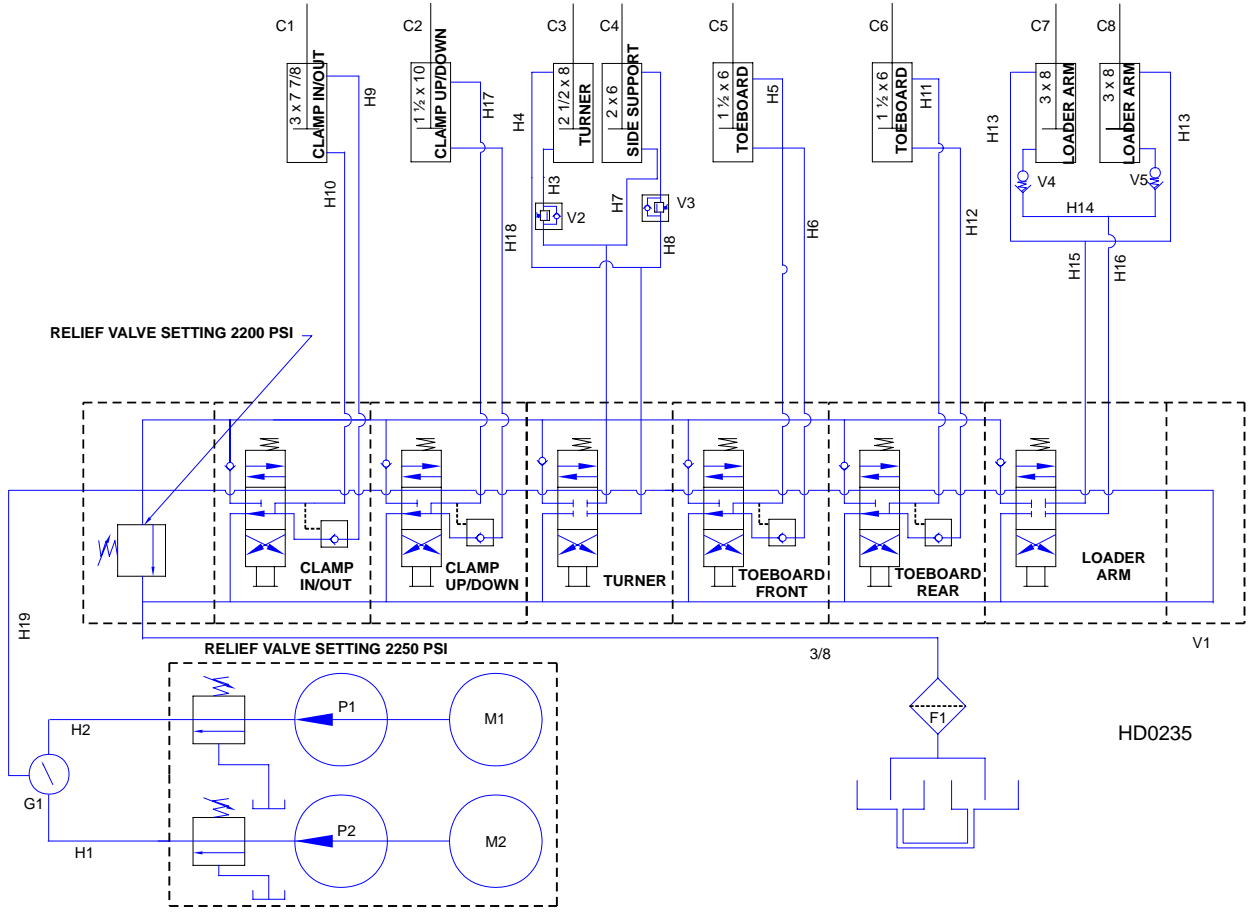 C1
C2
C3
C4
C5
C6
C7
C8
3 x 7 7/8
CLAMP IN/OUT
H9
H10
1 ½ x 10
CLAMP UP/DOWN
H17
H18
H4
2 1/2 x 8
TURNER
H3
V2
2 x 6
SIDE SUPPORT
H7
V3
H8
1 ½ x 6
TOEBOARD
H5
H6
1 ½ x 6
TOEBOARD
H11
H12
H13
3 x 8
LOADER ARM
V4
3 x 8
LOADER ARM
V5
H13
H14
H15
H16
RELIEF VALVE SETTING 2200 PSI
CLAMP
IN/OUT
CLAMP
UP/DOWN
TURNER
TOEBOARD
FRONT
TOEBOARD
REAR
LOADER
ARM
V1
H19
RELIEF VALVE SETTING 2250 PSI
3/8
P1
M1
H2
G1
P2
M2
H1
F1
HD0235